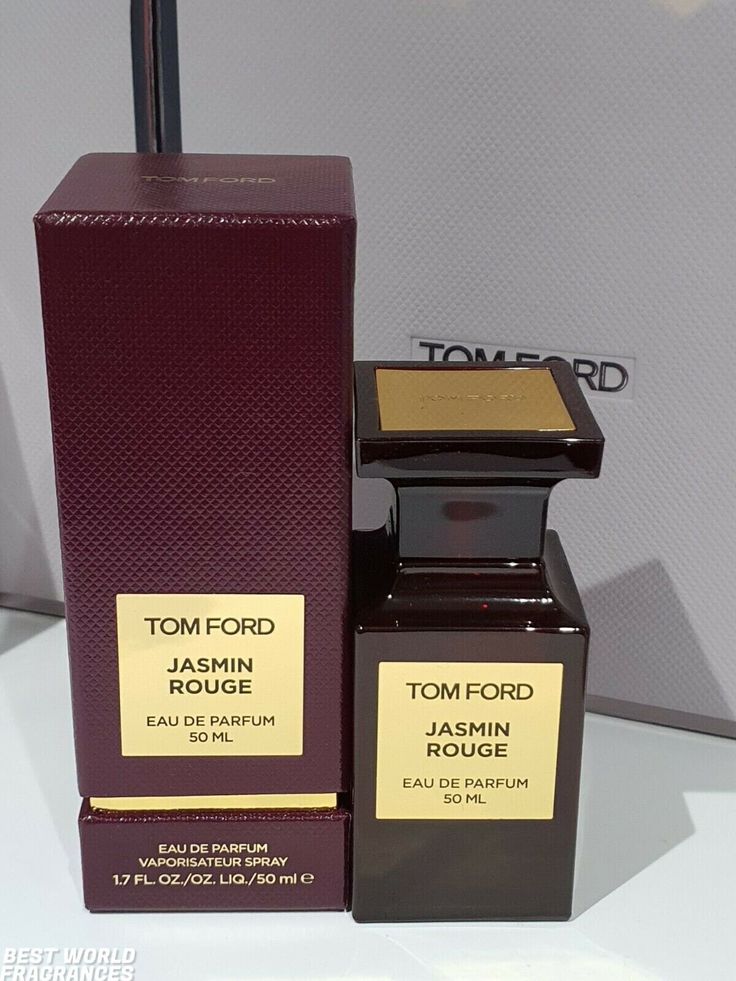 TOM FORD
TOM FORD
JASMIN
ROUGE
EAU DE PARFUM
50 ML
EAU DE PARFUM
VAPORISATEUR SPRAY
1.7 FL. OZ./OZ. LIQ./50 ml e
TOM FORD
TOM FORD
TOM FORD
JASMIN
ROUGE
EAU DE PARFUM
50 ML
BEST WORLD
FRAGRANCES